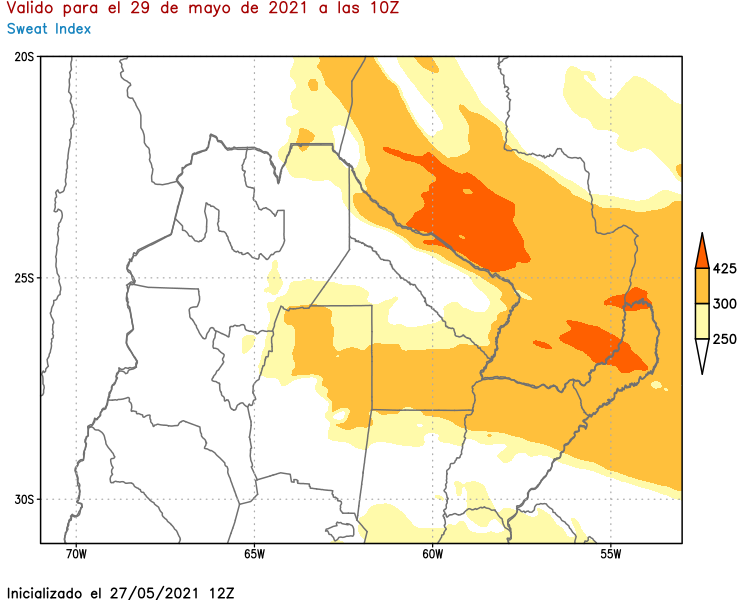 Valido para el 29 de mayo de 2021 a las 10Z
Sweat Index
20S
25S
30S
70W
65W
60W
55W
425
300
250
Inicializado el 27/05/2021 12Z